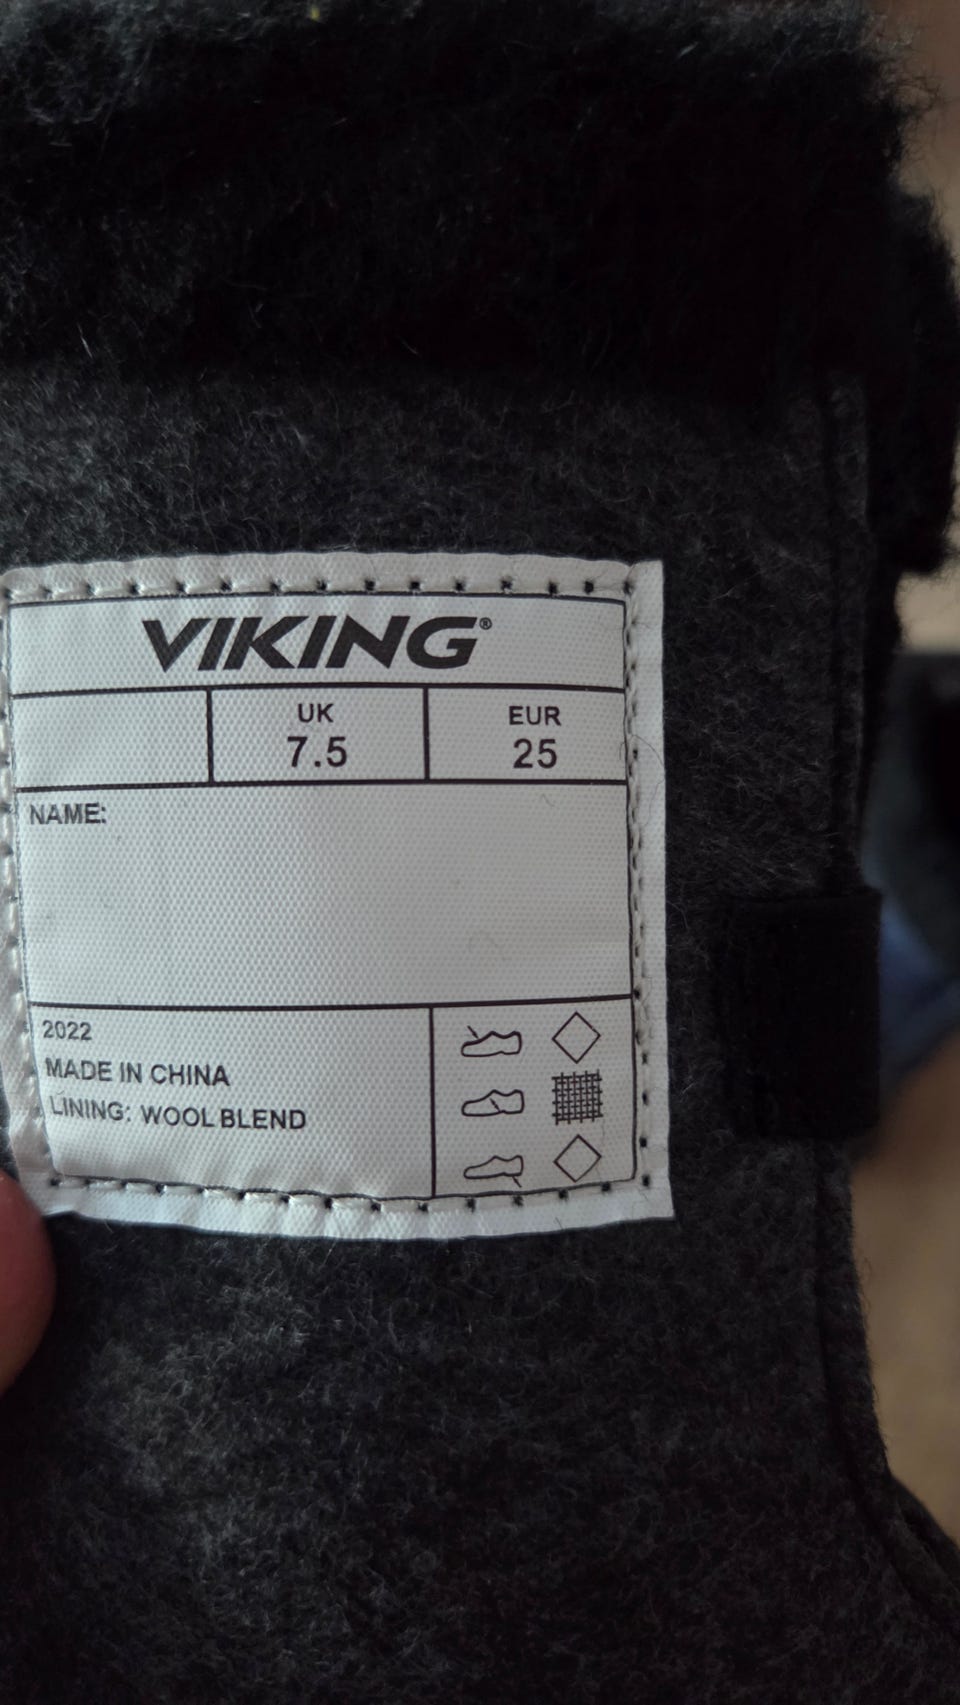 VIKING®
UK EUR
7.5 25
NAME:
2022
MADE IN CHINA
LINING: WOOL BLEND